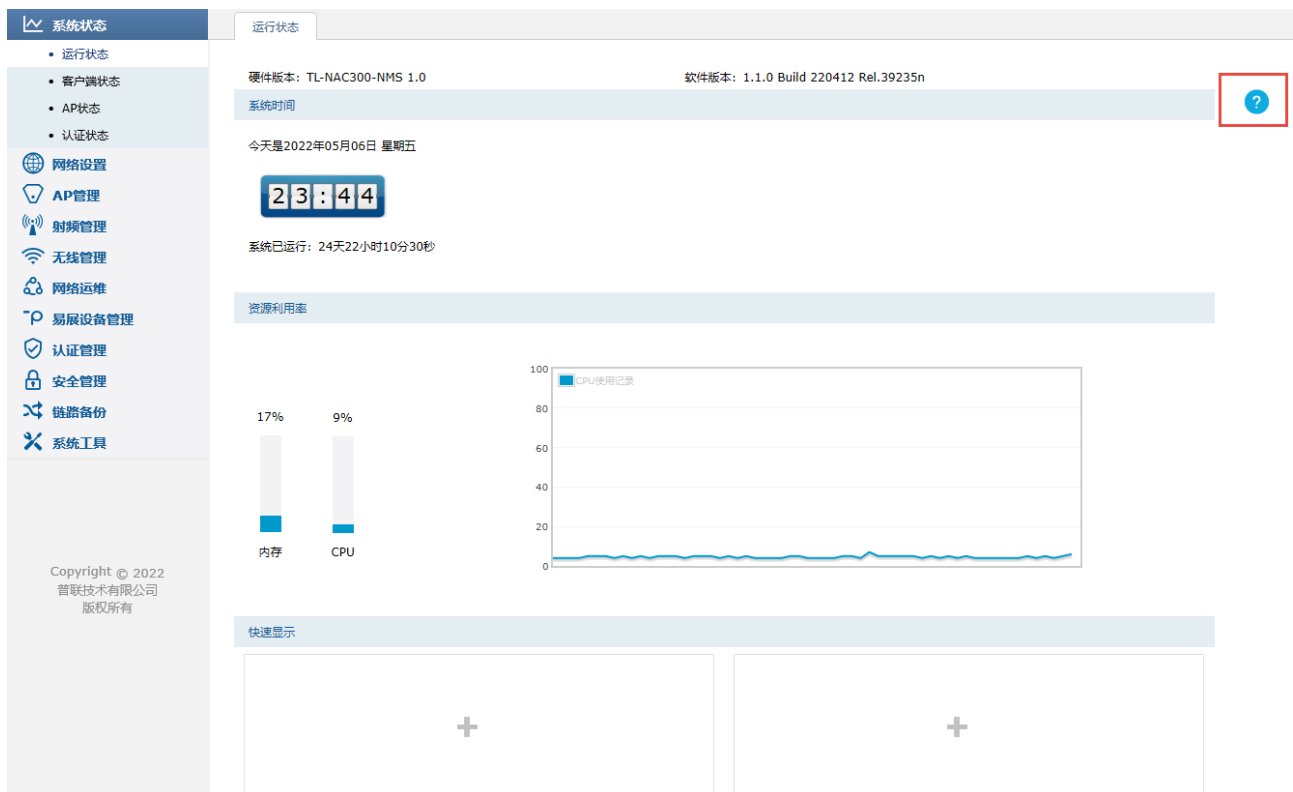 系统状态
运行状态
客户端状态
AP状态
认证状态
网络设置
AP管理
射频管理
无线管理
网络运维
易展设备管理
认证管理
安全管理
链路备份
系统工具
Copyright © 2022
普联技术有限公司
版权所有
运行状态
硬件版本：TL-NAC300-NMS 1.0
软件版本：1.1.0 Build 220412 Rel.39235n
?
系统时间
今天是2022年05月06日 星期五
23:44
系统已运行：24天22小时10分30秒
资源利用率
17%
9%
内存
CPU
100
80
60
40
20
0
CPU使用记录
快速显示